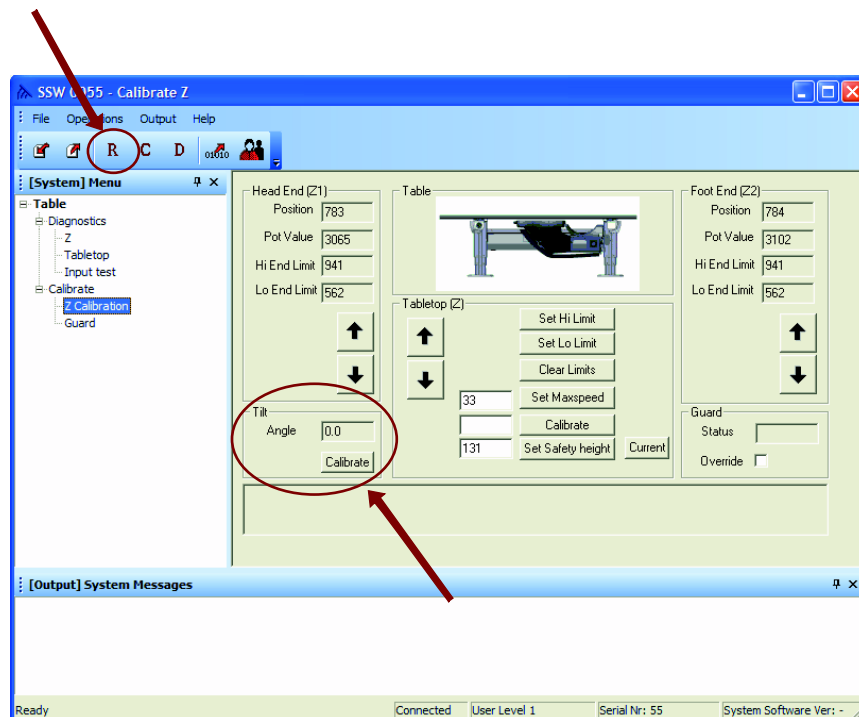 SSW 0055 - Calibrate Z
File Operations Output Help
R C D 01010
[System] Menu
Table
Diagnostics
Z
Tabletop
Input test
Calibrate
Z Calibration
Guard
Head End (Z1)
Position 783
Pot Value 3065
Hi End Limit 941
Lo End Limit 562
Table
Tabletop (Z)
Set Hi Limit
Set Lo Limit
Clear Limits
33 Set Maxspeed
Calibrate
131 Set Safety height Current
Foot End (Z2)
Position 784
Pot Value 3102
Hi End Limit 941
Lo End Limit 562
Tilt
Angle 0.0
Calibrate
Guard
Status
Override
[Output] System Messages
Ready Connected User Level 1 Serial Nr: 55 System Software Ver: -